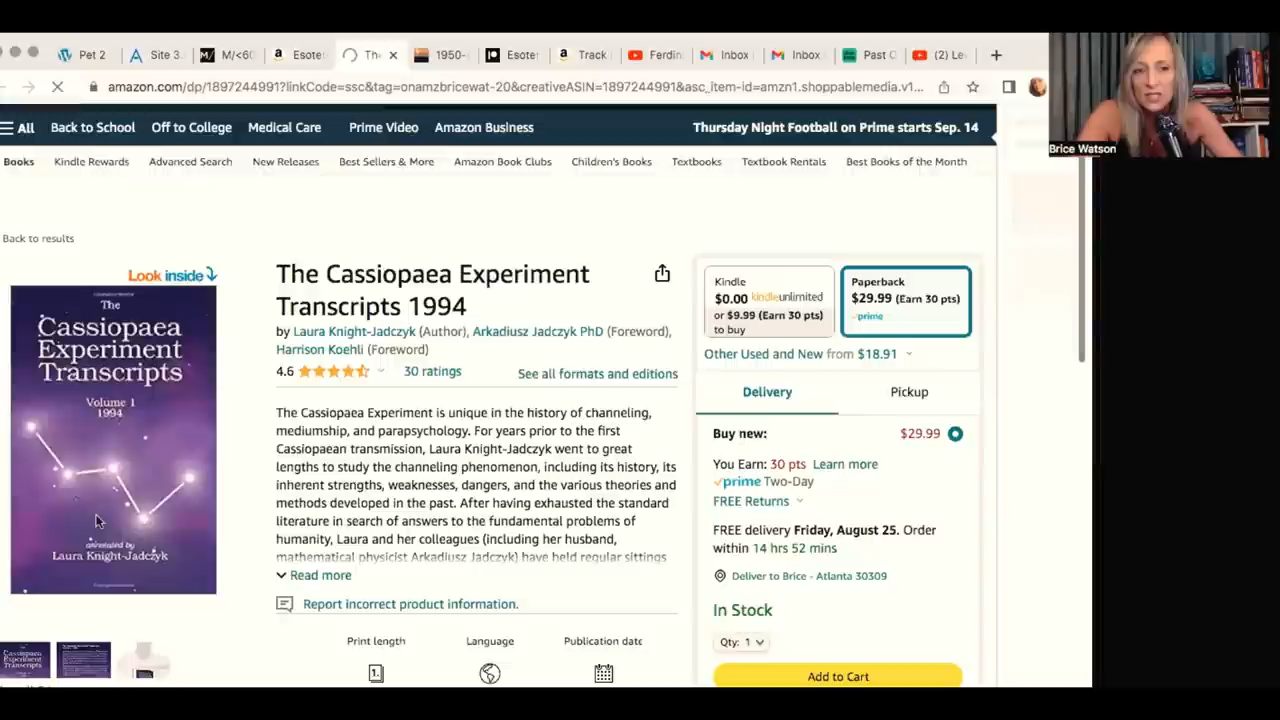 Pet 2
Site 3.
M/<60
Esoter
Th
1950-
Esoter
Track
Ferdin
Inbox
Inbox
Past C
(2) Le
amazon.com/dp/1897244991?linkCode=ssc&tag=onamzbricewat-20&creativeASIN=1897244991&asc_item-id=amzn1.shoppablemedia.v1...
Brice Watson
All
Back to School
Off to College
Medical Care
Prime Video
Amazon Business
Thursday Night Football on Prime starts Sep. 14
Books
Kindle Rewards
Advanced Search
New Releases
Best Sellers & More
Amazon Book Clubs
Children's Books
Textbooks
Textbook Rentals
Best Books of the Month
Back to results
Look inside
The
Cassiopaea
Experiment
Transcripts
Volume 1
1994
annotated by
Laura Knight-Jadczyk
The Cassiopaea Experiment
Transcripts 1994
by Laura Knight-Jadczyk (Author), Arkadiusz Jadczyk PhD (Foreword),
Harrison Koehli (Foreword)
4.6
30 ratings
See all formats and editions
The Cassiopaea Experiment is unique in the history of channeling,
mediumship, and parapsychology. For years prior to the first
Cassiopaean transmission, Laura Knight-Jadczyk went to great
lengths to study the channeling phenomenon, including its history, its
inherent strengths, weaknesses, dangers, and the various theories and
methods developed in the past. After having exhausted the standard
literature in search of answers to the fundamental problems of
humanity, Laura and her colleagues (including her husband,
mathematical physicist Arkadiusz Jadczyk) have held regular sittings
Read more
Report incorrect product information.
Print length
Language
Publication date
Kindle
$0.00 kindleunlimited
or $9.99 (Earn 30 pts)
to buy
Paperback
$29.99 (Earn 30 pts)
prime
Other Used and New from $18.91
Delivery
Pickup
Buy new:
$29.99
You Earn: 30 pts Learn more
prime Two-Day
FREE Returns
FREE delivery Friday, August 25. Order
within 14 hrs 52 mins
Deliver to Brice - Atlanta 30309
In Stock
Qty: 1
Add to Cart